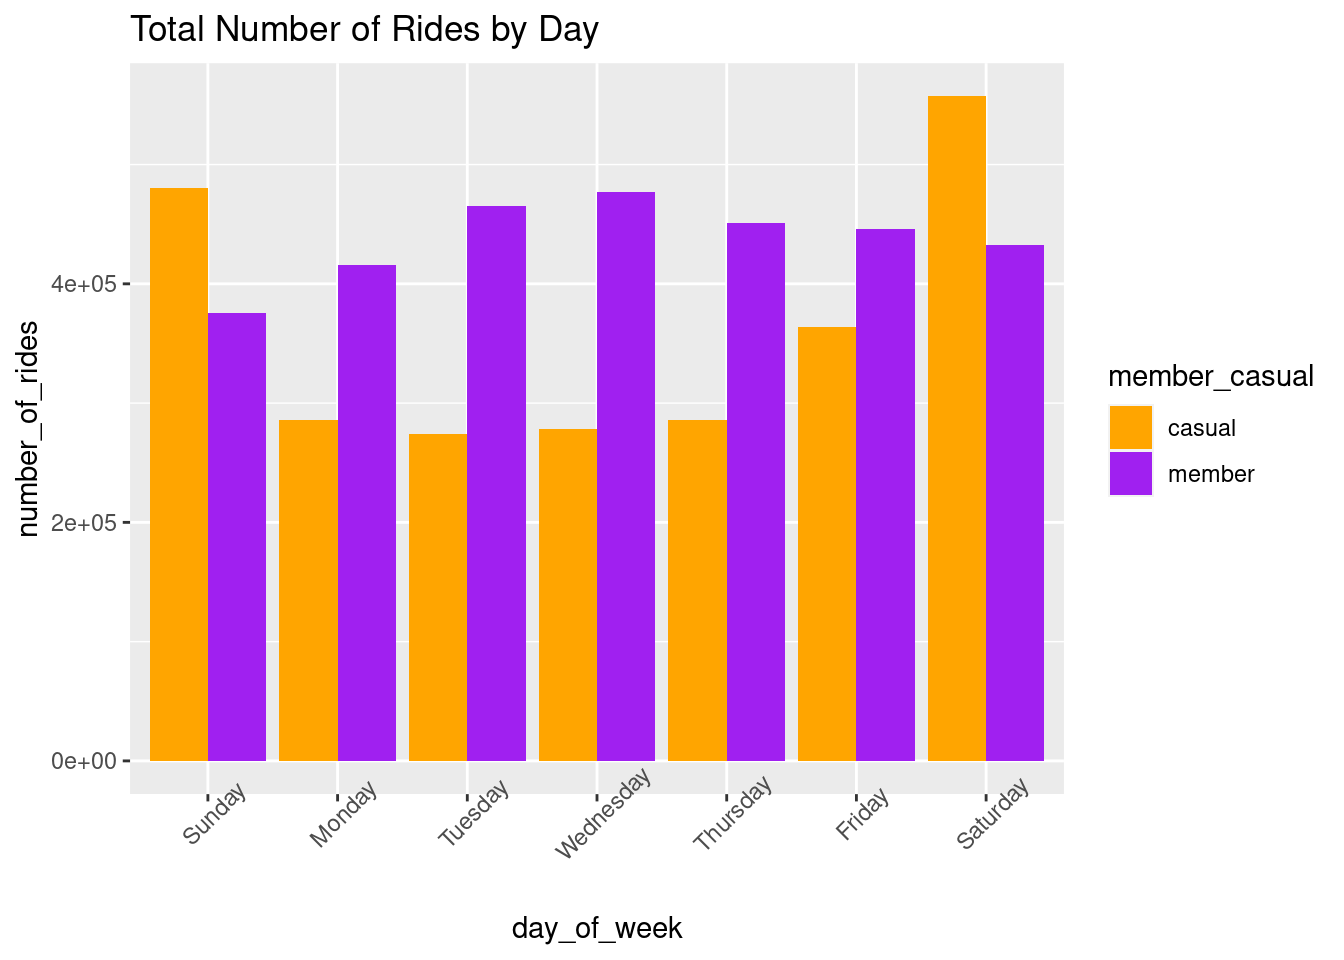 Total Number of Rides by Day
number_of_rides
4e+05
2e+05
0e+00
Sunday
Monday
Tuesday
Wednesday
Thursday
Friday
Saturday
day_of_week
member_casual
casual
member